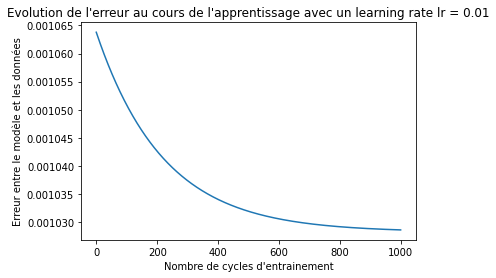 Evolution de l'erreur au cours de l'apprentissage avec un learning rate lr = 0.01
0.001065
0.001060
0.001055
0.001050
0.001045
0.001040
0.001035
0.001030
Erreur entre le modèle et les données
0 200 400 600 800 1000
Nombre de cycles d'entrainement